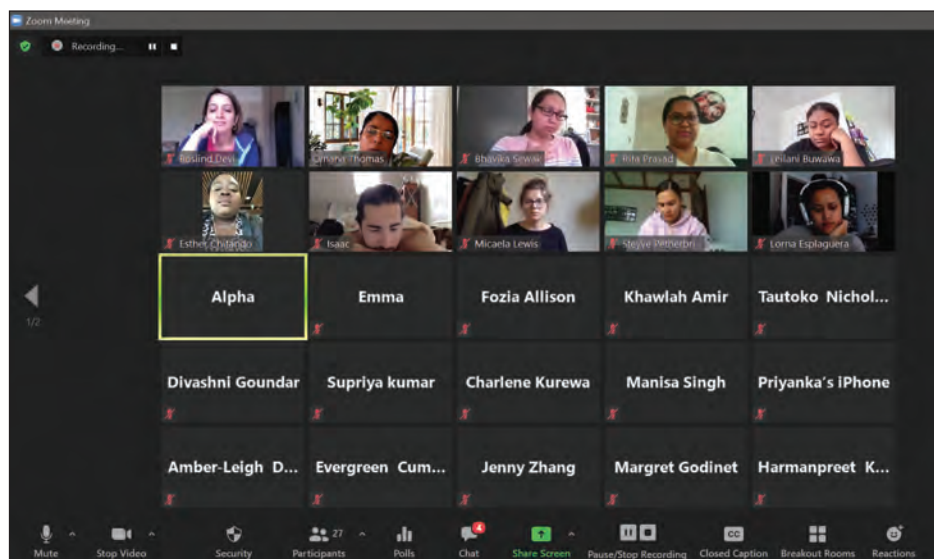 Zoom Meeting
Recording...
Roslind Devi
Thomas
Bhavika Sewak
Rita Prasad
Buwawa
Esther Chitando
Isaac
Micaela Lewis
Lorna Esplaguera
Alpha
Emma
Fozia Allison
Khawlah Amir
Tautoko Nichol...
1/2
Divashni Goundar
Supriya kumar
Charlene Kurewa
Manisa Singh
Priyanka's iPhone
Amber-Leigh D...
Evergreen Cum...
Jenny Zhang
Margret Godinet
Harmanpreet K...
27
4
CC
Mute
Stop Video
Security
Participants
Polls
Chat
Share Screen
Pause/Stop Recording
Closed Caption
Breakout Rooms
Reactions